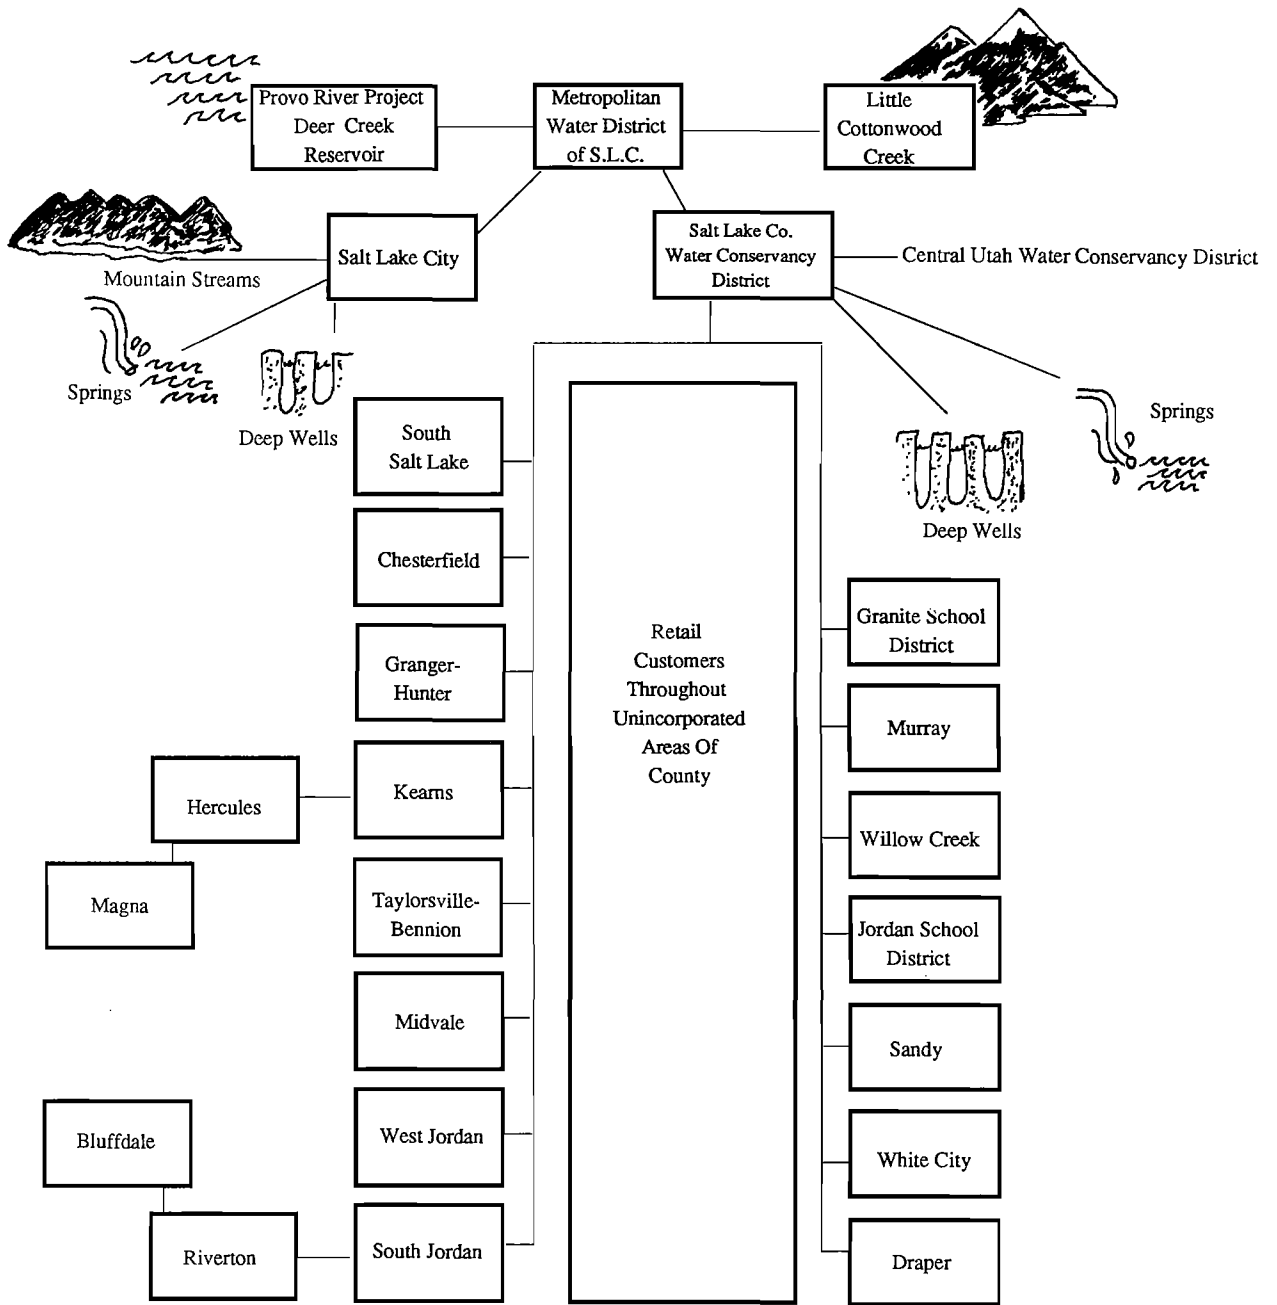 Provo River Project
Deer Creek
Reservoir
Metropolitan
Water District
of S.L.C.
Little
Cottonwood
Creek
Salt Lake City
Salt Lake Co.
Water Conservancy
District
Central Utah Water Conservancy District
Mountain Streams
Springs
Deep Wells
Springs
Deep Wells
South
Salt Lake
Chesterfield
Granger-
Hunter
Kearns
Hercules
Magna
Taylorsville-
Bennion
Midvale
West Jordan
Bluffdale
Riverton
South Jordan
Retail
Customers
Throughout
Unincorporated
Areas Of
County
Granite School
District
Murray
Willow Creek
Jordan School
District
Sandy
White City
Draper